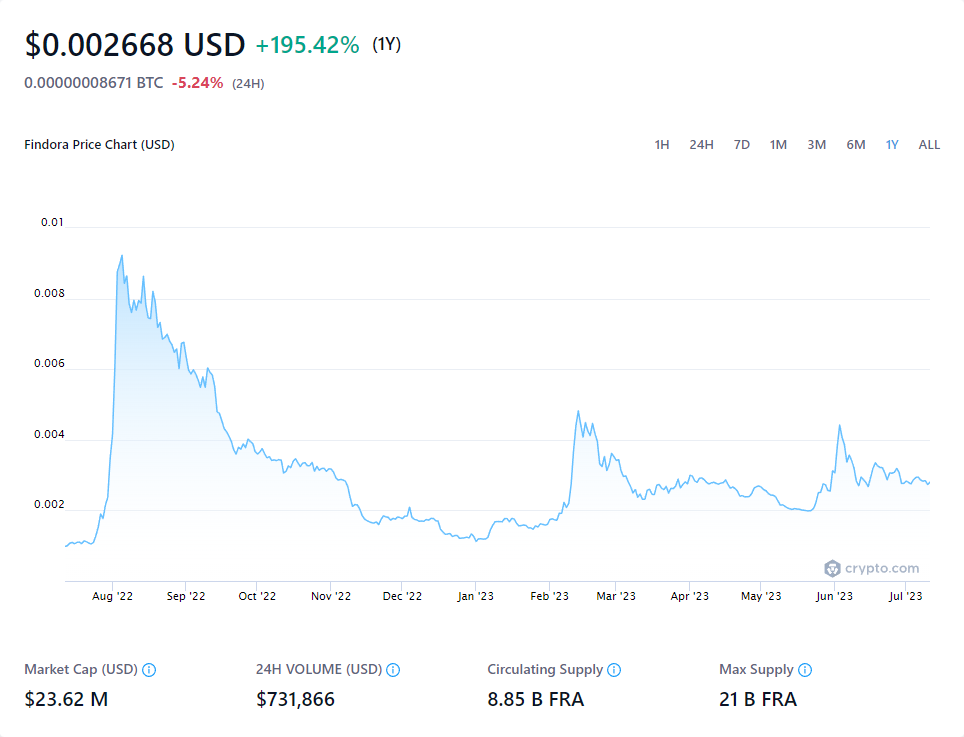 $0.002668 USD +195.42% (1Y)
0.00000008671 BTC -5.24% (24H)
Findora Price Chart (USD) 1H 24H 7D 1M 3M 6M 1Y ALL
0.01
0.008
0.006
0.004
0.002
crypto.com
Aug '22 Sep '22 Oct '22 Nov '22 Dec '22 Jan '23 Feb '23 Mar '23 Apr '23 May '23 Jun '23 Jul '23
Market Cap (USD) 24H VOLUME (USD) Circulating Supply Max Supply
$23.62 M $731,866 8.85 B FRA 21 B FRA